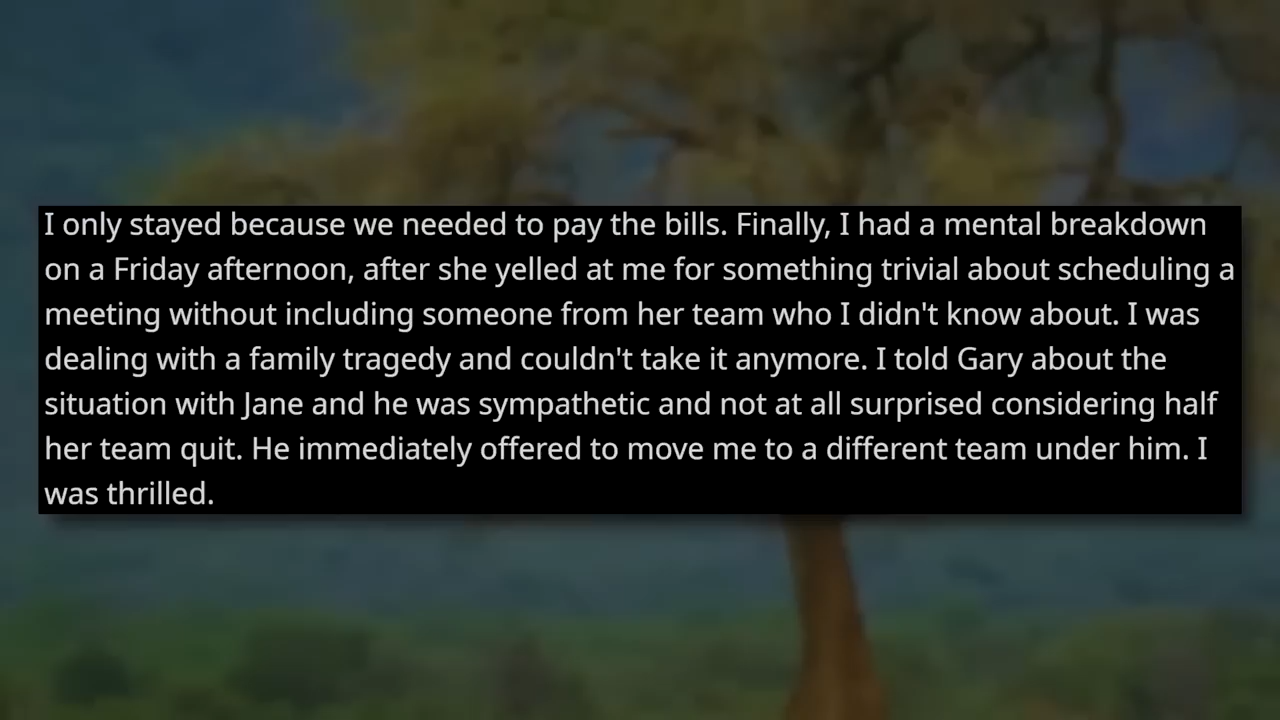 I only stayed because we needed to pay the bills. Finally, I had a mental breakdown
on a Friday afternoon, after she yelled at me for something trivial about scheduling a
meeting without including someone from her team who I didn't know about. I was
dealing with a family tragedy and couldn't take it anymore. I told Gary about the
situation with Jane and he was sympathetic and not at all surprised considering half
her team quit. He immediately offered to move me to a different team under him. I
was thrilled.